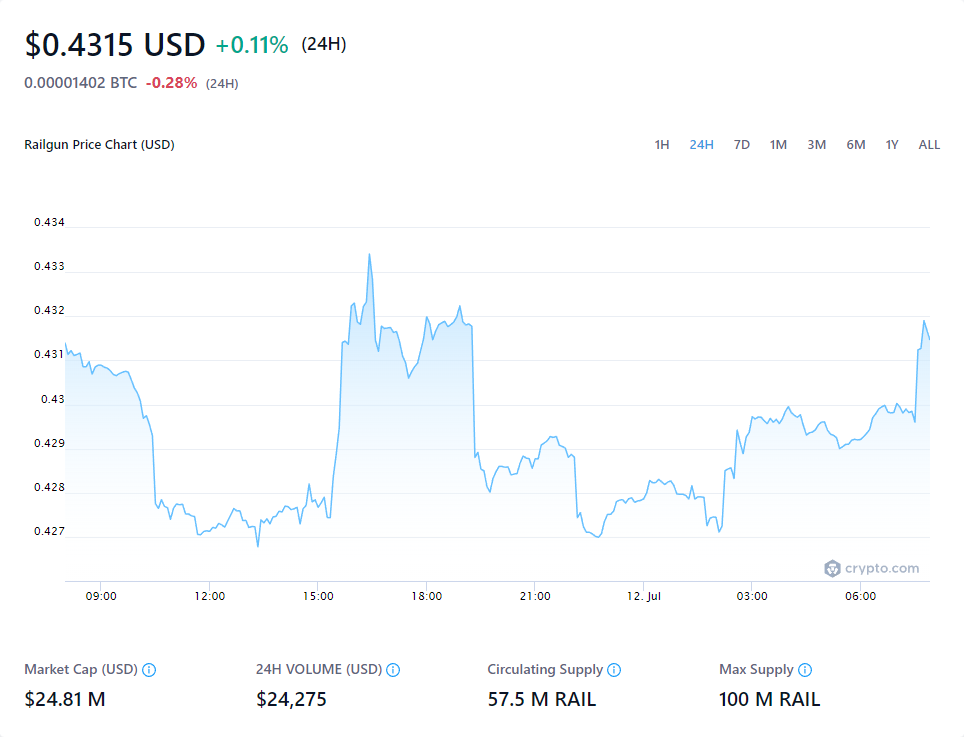 $0.4315 USD +0.11% (24H)
0.00001402 BTC -0.28% (24H)
Railgun Price Chart (USD) 1H 24H 7D 1M 3M 6M 1Y ALL
0.434
0.433
0.432
0.431
0.43
0.429
0.428
0.427
crypto.com
09:00 12:00 15:00 18:00 21:00 12. Jul 03:00 06:00
Market Cap (USD) 24H VOLUME (USD) Circulating Supply Max Supply
$24.81 M $24,275 57.5 M RAIL 100 M RAIL